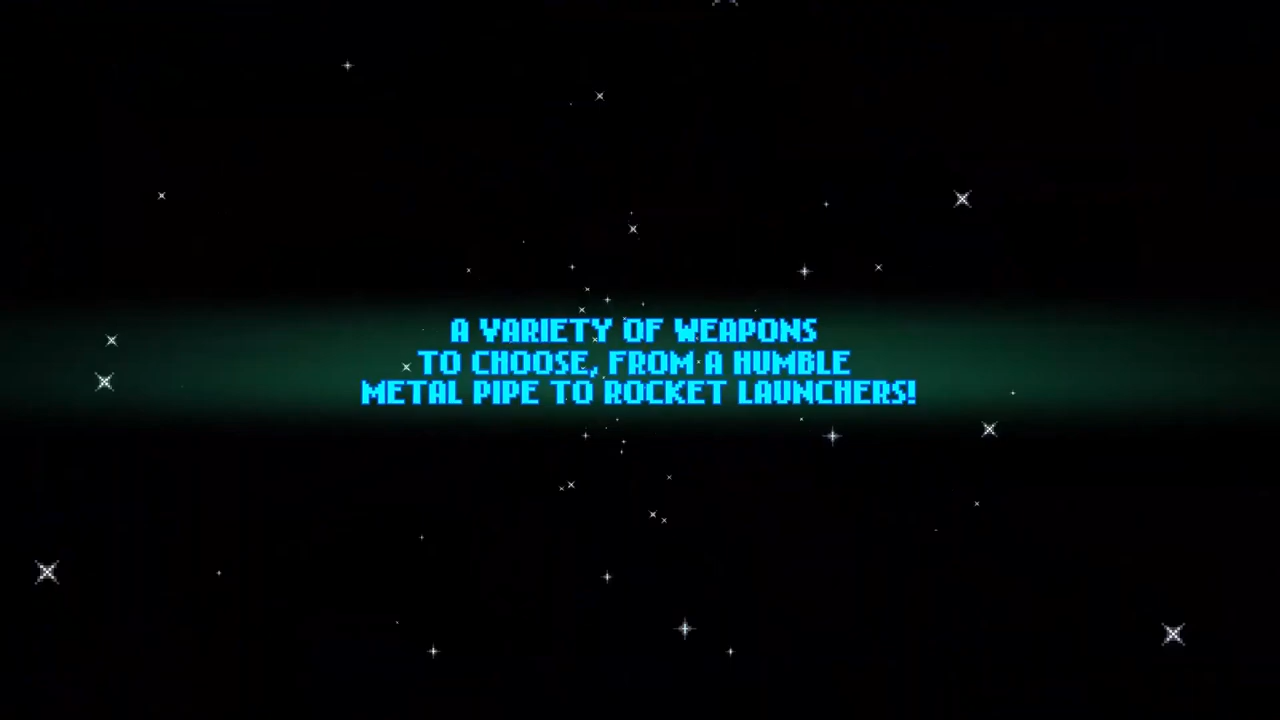 A VARIETY OF WEAPONS
TO CHOOSE, FROM A HUMBLE
METAL PIPE TO ROCKET LAUNCHERS!